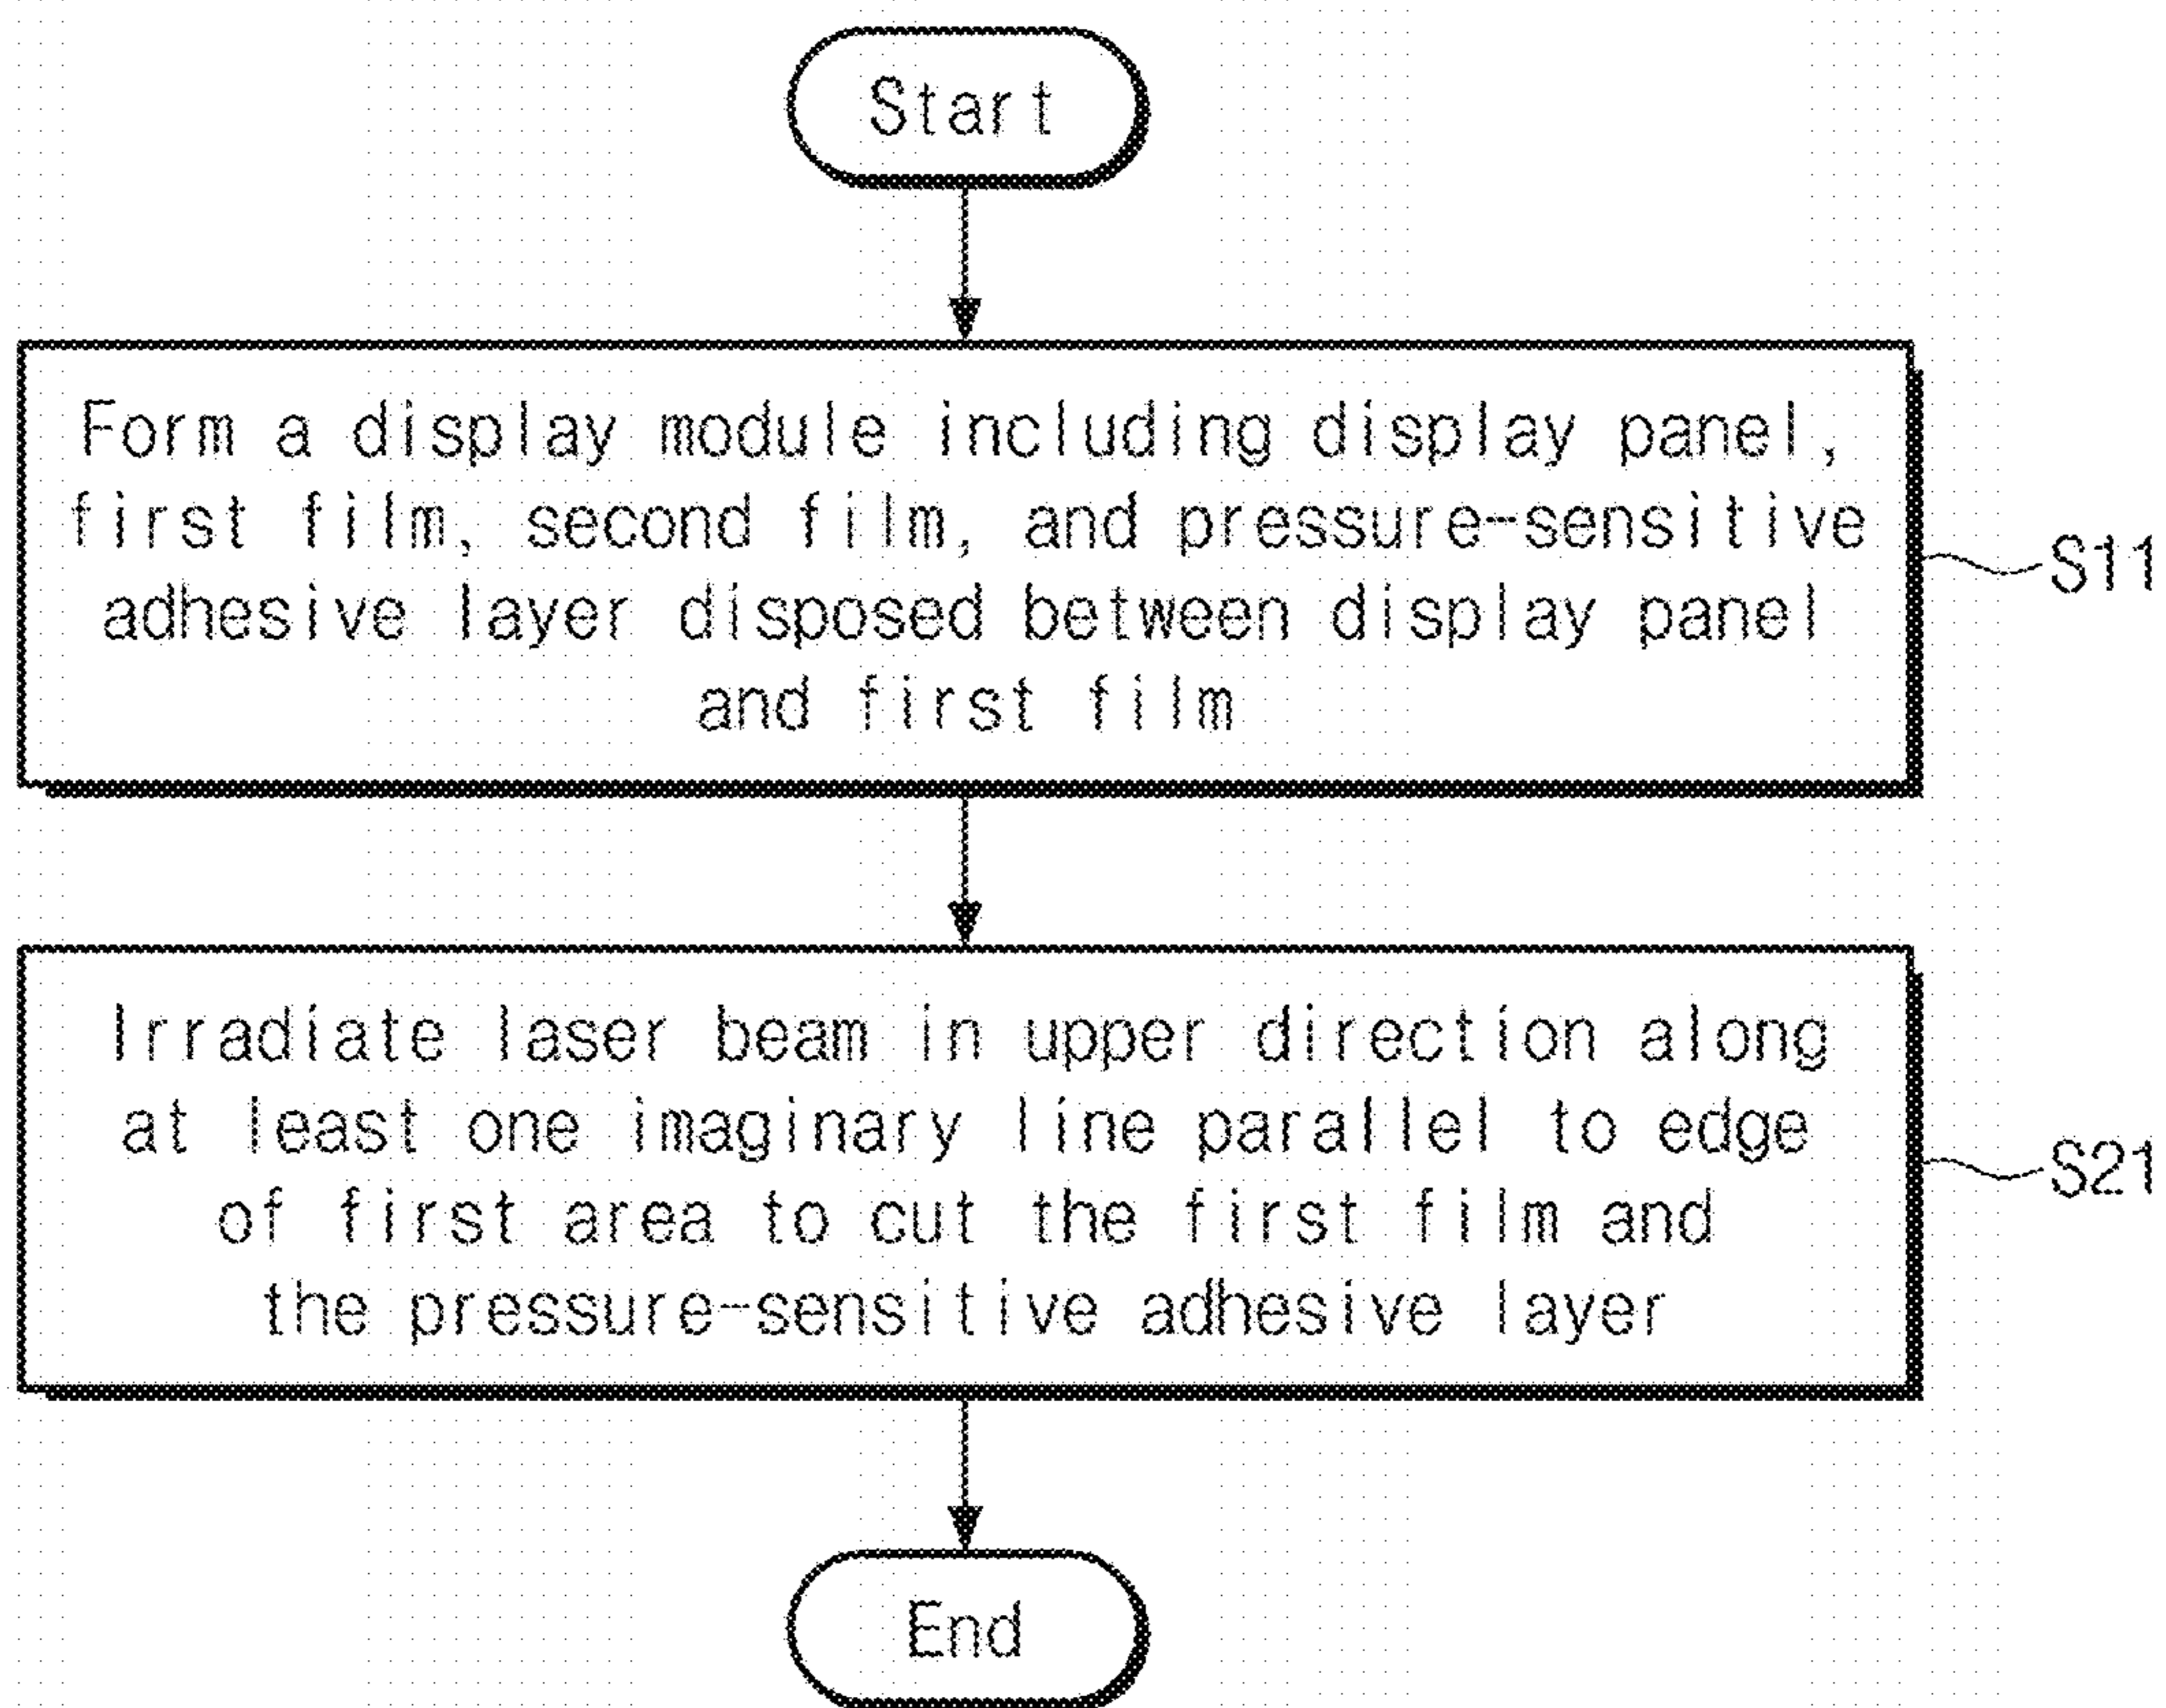 Start
Form a display module including display panel,
first film, second film, and pressure-sensitive
adhesive layer disposed between display panel
and first film
S11
Irradiate laser beam in upper direction along
at least one imaginary line parallel to edge
of first area to cut the first film and
the pressure-sensitive adhesive layer
S21
End